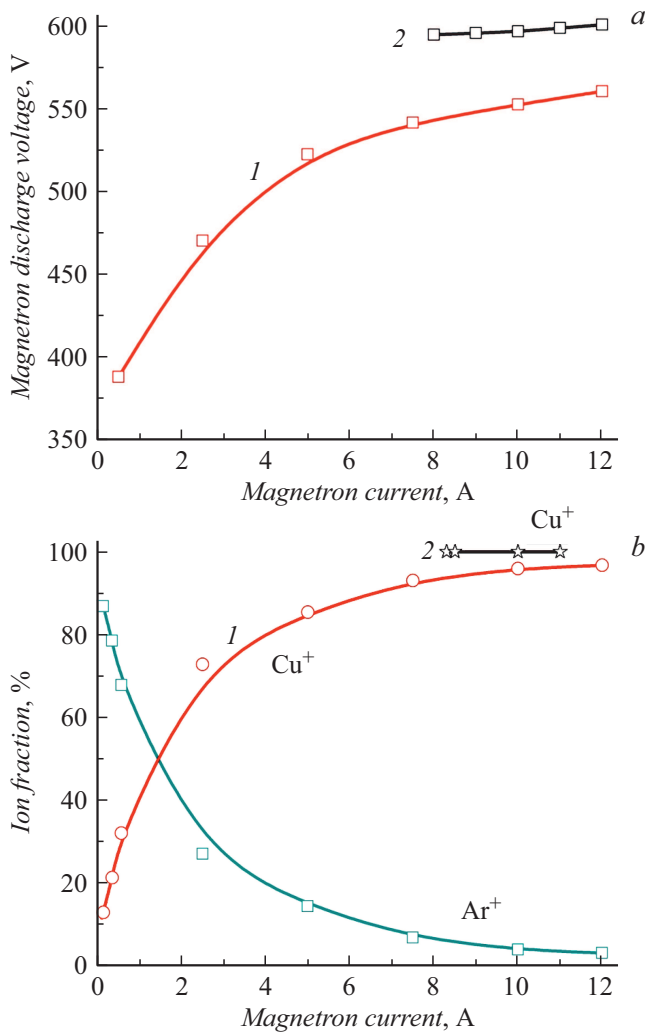 a
600
550
500
450
400
350
Magnetron discharge voltage, V
2
1
0 2 4 6 8 10 12
Magnetron current, A
b
100
80
60
40
20
0
Ion fraction, %
Cu⁺
2
1
Cu⁺
Ar⁺
0 2 4 6 8 10 12
Magnetron current, A